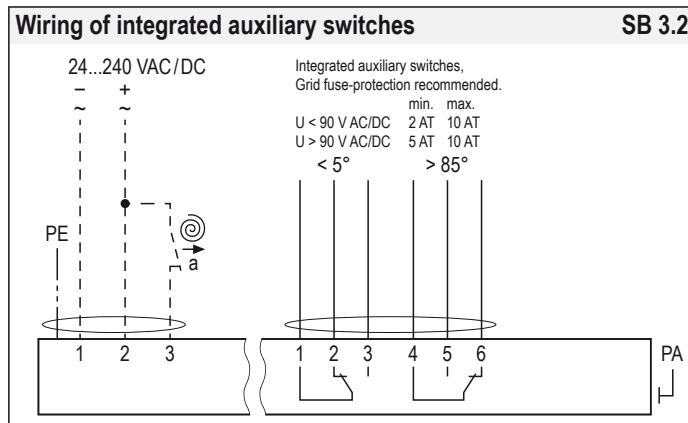 Wiring of integrated auxiliary switches SB 3.2
24...240 VAC/DC
− +
~ ~
Integrated auxiliary switches,
Grid fuse-protection recommended.
min. max.
U < 90 V AC/DC 2 AT 10 AT
U > 90 V AC/DC 5 AT 10 AT
< 5° > 85°
PE
a
1 2 3 1 2 3 4 5 6 PA